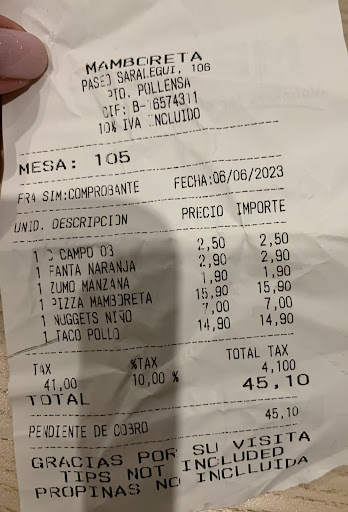 MAMBORETA
PASEO SARALEGUI, 106
PTO. POLLENSA
CIF: B-16574311
10% IVA INCLUIDO
MESA: 105
FRA SIM:COMPROBANTE FECHA:06/06/2023
UNID. DESCRIPCION PRECIO IMPORTE
1 CAMPO 03 2,50 2,50
1 FANTA NARANJA 2,90 2,90
1 ZUMO MANZANA 1,90 1,90
1 PIZZA MAMBORETA 15,90 15,90
1 NUGGETS NIÑO 7,00 7,00
1 TACO POLLO 14,90 14,90
TAX %TAX TOTAL TAX
41,00 10,00 % 4,100
TOTAL 45,10
PENDIENTE DE COBRO 45,10
GRACIAS POR SU VISITA
TIPS NOT INCLUDED
PROPINAS NO INCLLUIDA